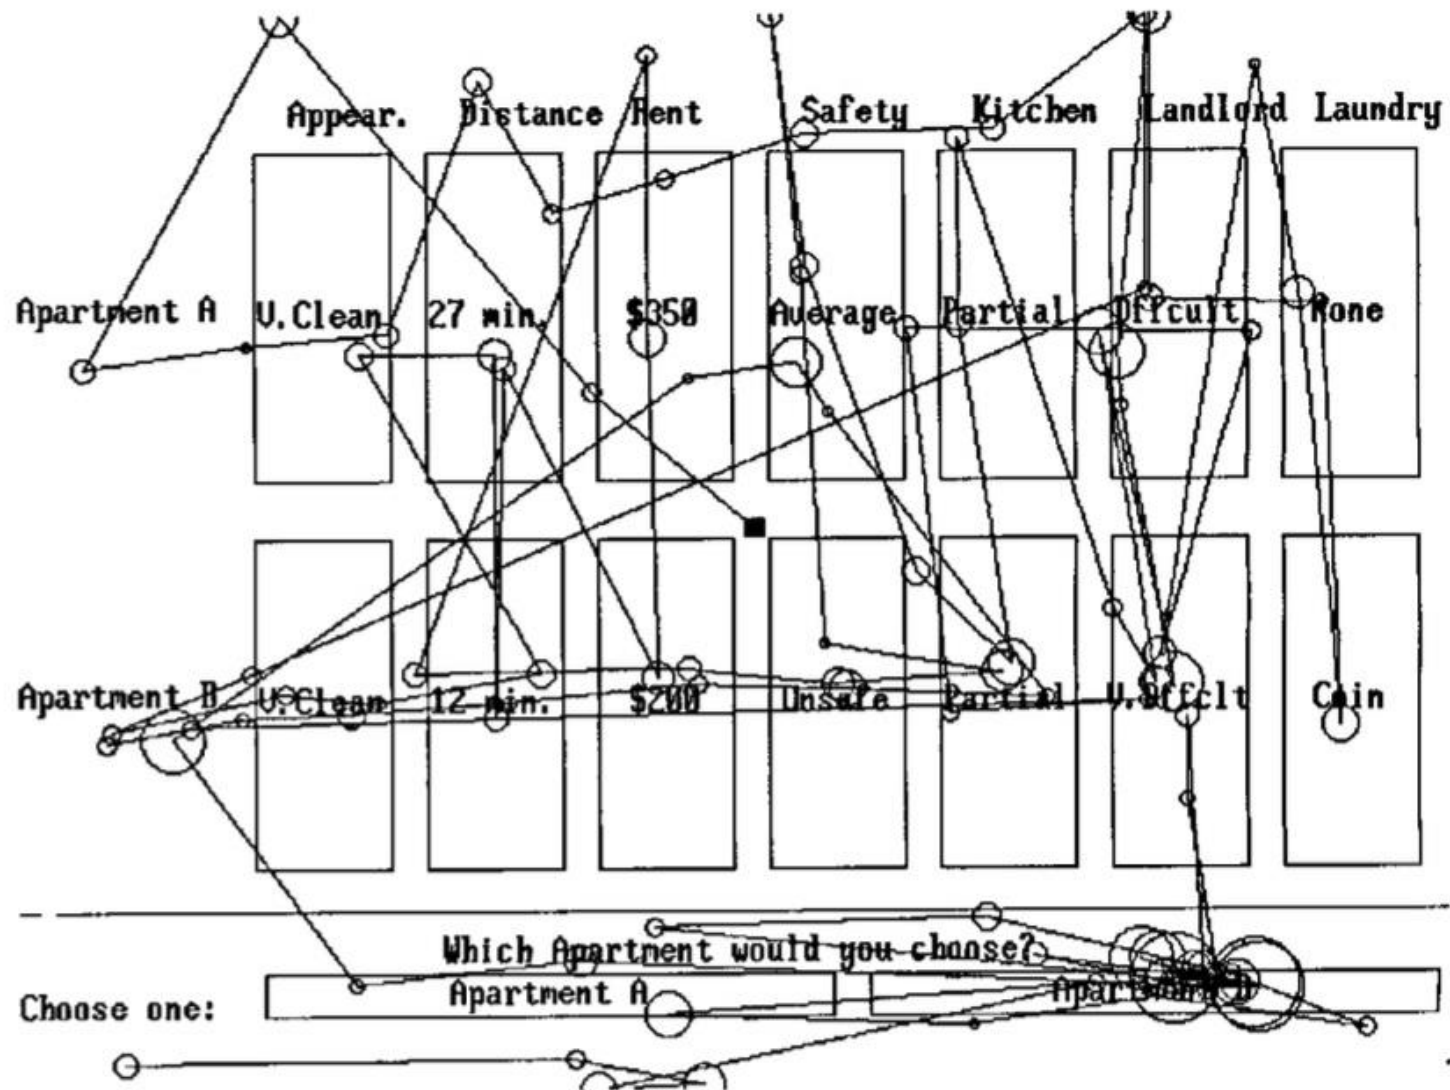 Appear. Distance Rent Safety Kitchen Landlord Laundry
Apartment A V.Clean 27 min. $350 Average Partial Dffcult None
Apartment B V.Clean 12 min. $200 Unsafe Partial V.Dffclt Coin
Which Apartment would you choose?
Choose one: Apartment A Apartment B